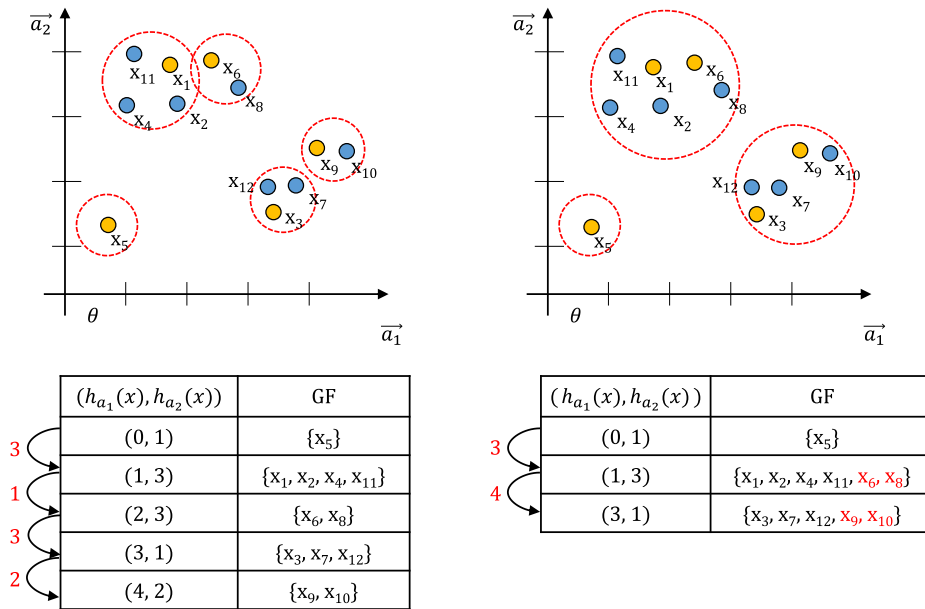 a₂
x₁₁
x₁
x₆
x₄
x₂
x₈
x₉
x₁₀
x₁₂
x₇
x₃
x₅
θ
a₁
(hₐ₁(x), hₐ₂(x)) GF
(0, 1) {x₅}
(1, 3) {x₁, x₂, x₄, x₁₁}
(2, 3) {x₆, x₈}
(3, 1) {x₃, x₇, x₁₂}
(4, 2) {x₉, x₁₀}
3
1
3
2
a₂
x₁₁
x₁
x₆
x₄
x₂
x₈
x₉
x₁₀
x₁₂
x₇
x₃
x₅
θ
a₁
(hₐ₁(x), hₐ₂(x)) GF
(0, 1) {x₅}
(1, 3) {x₁, x₂, x₄, x₁₁, x₆, x₈}
(3, 1) {x₃, x₇, x₁₂, x₉, x₁₀}
3
4